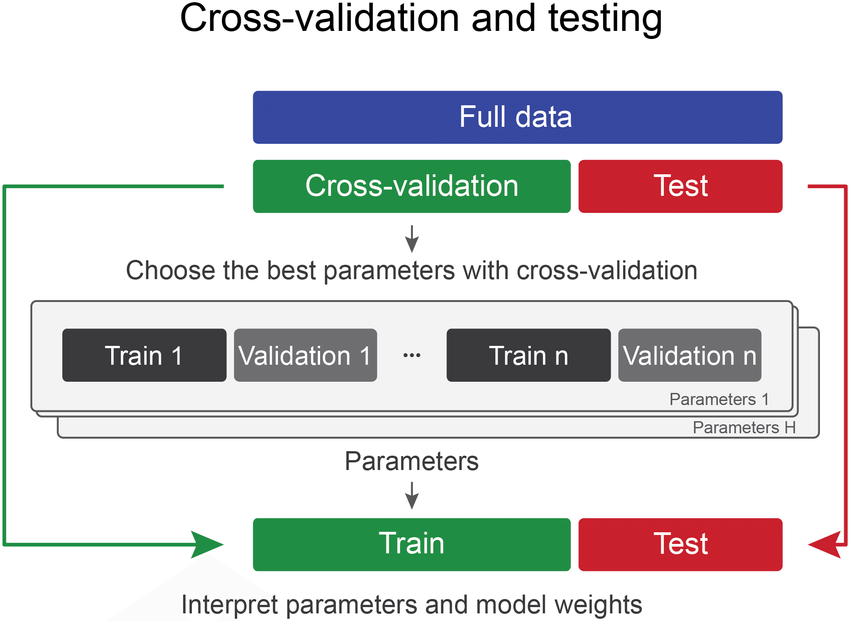 Cross-validation and testing
Full data
Cross-validation Test
Choose the best parameters with cross-validation
Train 1 Validation 1 ... Train n Validation n
Parameters 1
Parameters H
Parameters
Train Test
Interpret parameters and model weights